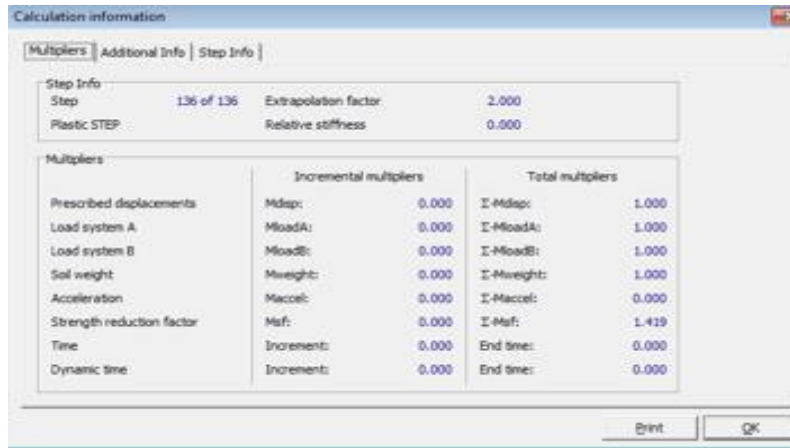 Calculation information
Multipliers Additional Info Step Info
Step Info
Step 136 of 136 Extrapolation factor 2.000
Plastic STEP Relative stiffness 0.000
Multipliers
Incremental multipliers Total multipliers
Prescribed displacements Mdisp: 0.000 Σ-Mdisp: 1.000
Load system A MloadA: 0.000 Σ-MloadA: 1.000
Load system B MloadB: 0.000 Σ-MloadB: 1.000
Soil weight Mweight: 0.000 Σ-Mweight: 1.000
Acceleration Maccel: 0.000 Σ-Maccel: 0.000
Strength reduction factor Msf: 0.000 Σ-Msf: 1.419
Time Increment: 0.000 End time: 0.000
Dynamic time Increment: 0.000 End time: 0.000
Print OK